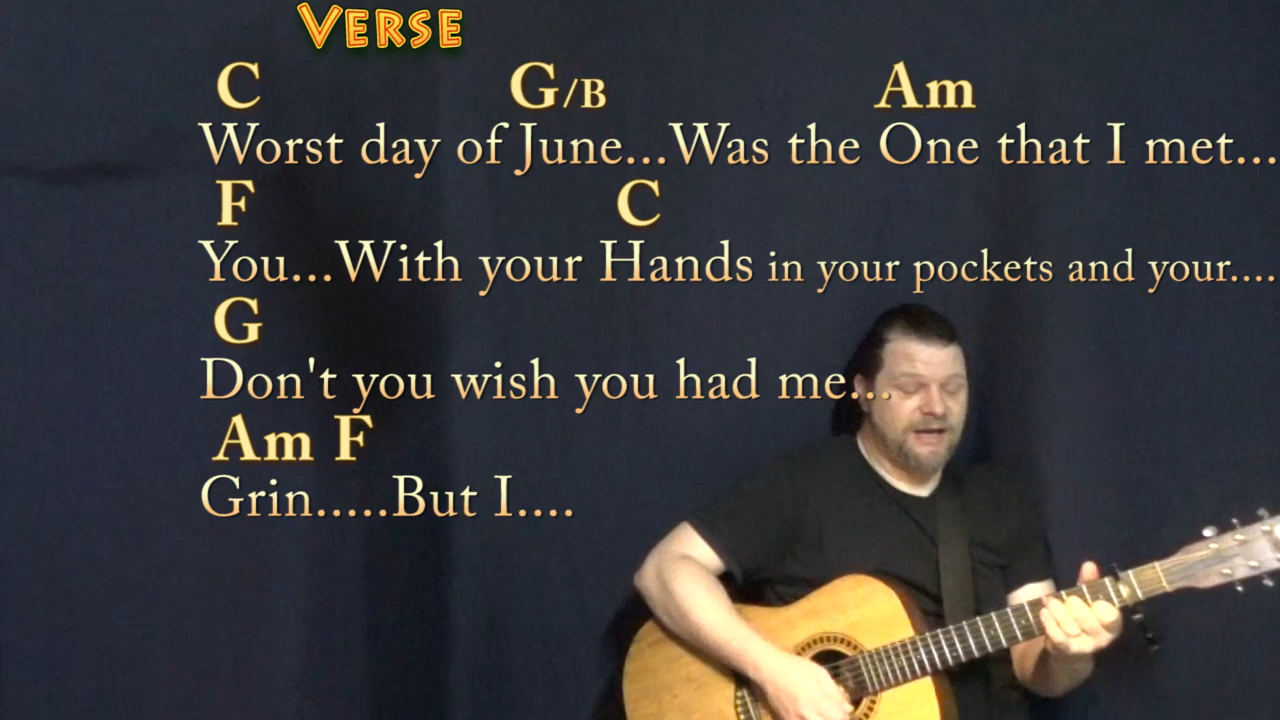 VERSE
C G/B Am
Worst day of June...Was the One that I met...
F C
You...With your Hands in your pockets and your....
G
Don't you wish you had me...
Am F
Grin.....But I....